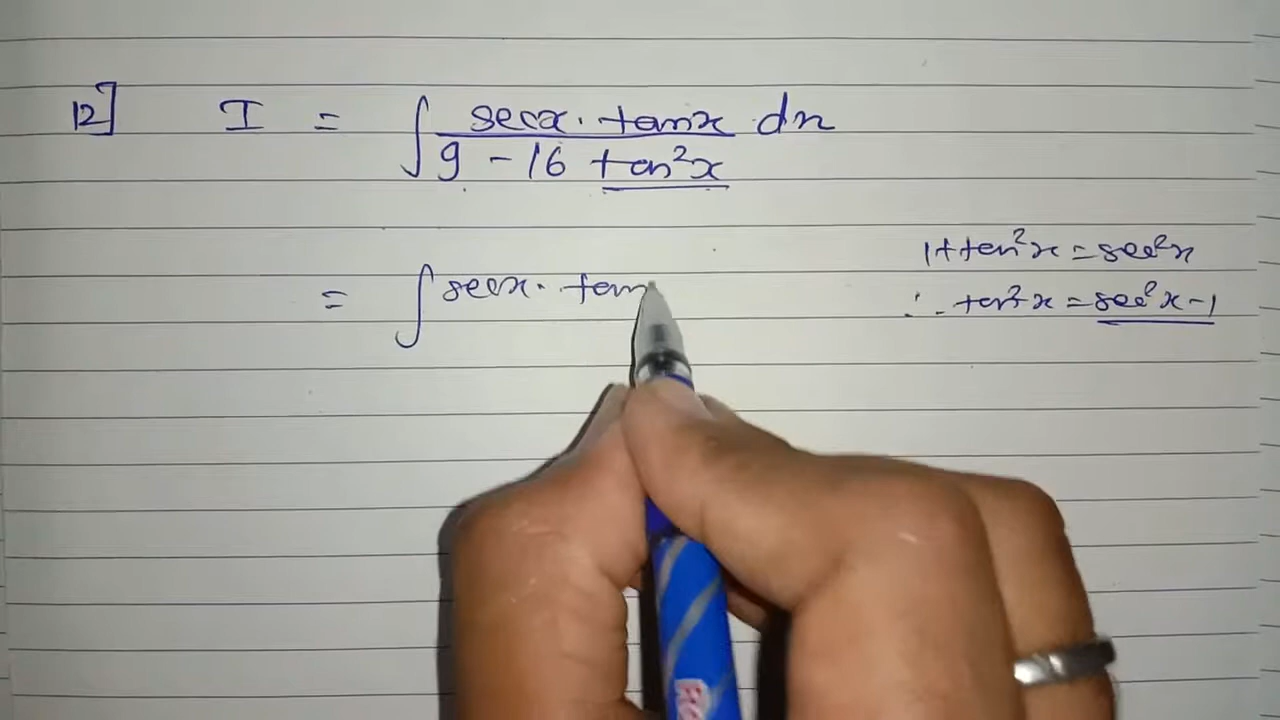 12] I = ∫ secx. tanx dx
9 - 16 tan²x
1+tan²x = sec²x
= ∫ secx. tan
∴ tan²x = sec²x-1